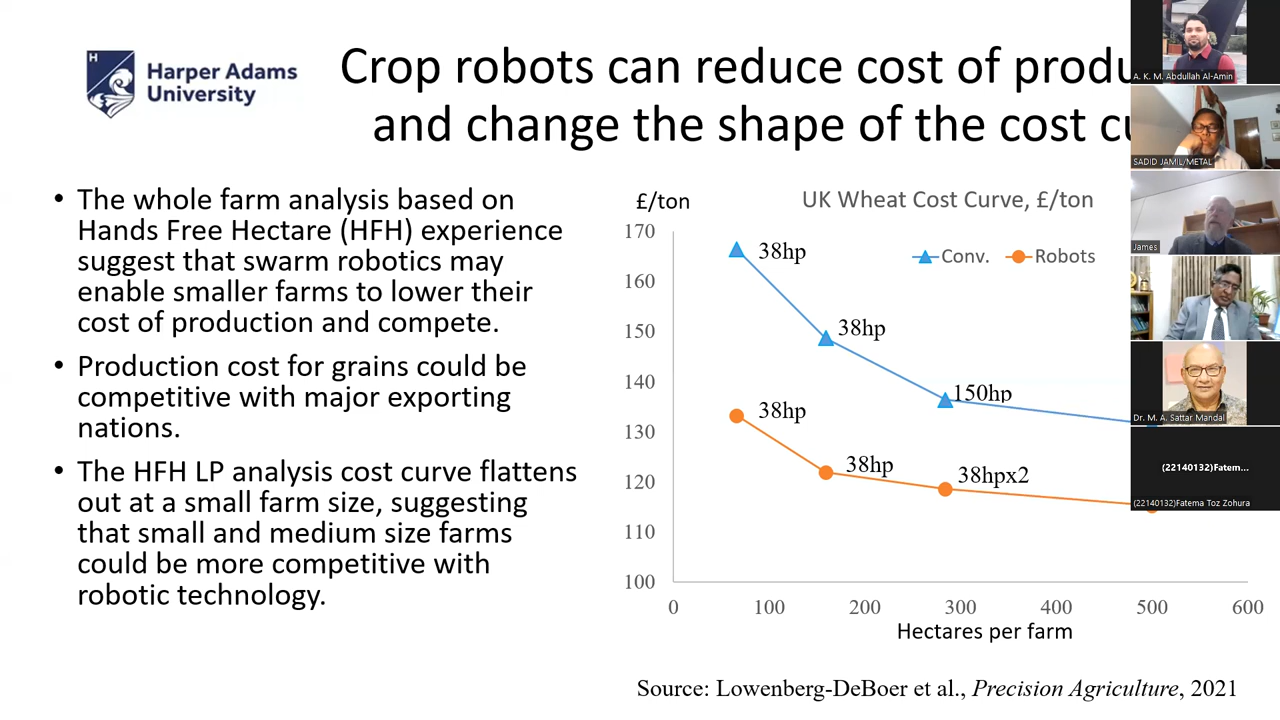 H
Harper Adams
University
Crop robots can reduce cost of produ
and change the shape of the cost cu
• The whole farm analysis based on
Hands Free Hectare (HFH) experience
suggest that swarm robotics may
enable smaller farms to lower their
cost of production and compete.
• Production cost for grains could be
competitive with major exporting
nations.
• The HFH LP analysis cost curve flattens
out at a small farm size, suggesting
that small and medium size farms
could be more competitive with
robotic technology.
£/ton
UK Wheat Cost Curve, £/ton
Conv. Robots
170
160
150
140
130
120
110
100
38hp
38hp
150hp
38hp
38hp
38hpx2
0 100 200 300 400 500 600
Hectares per farm
Source: Lowenberg-DeBoer et al., Precision Agriculture, 2021
A. K. M. Abdullah Al-Amin
SADID JAMIL/METAL
James
Dr. M. A. Sattar Mandal
(22140132)Fatem...
(22140132)Fatema Toz Zohura